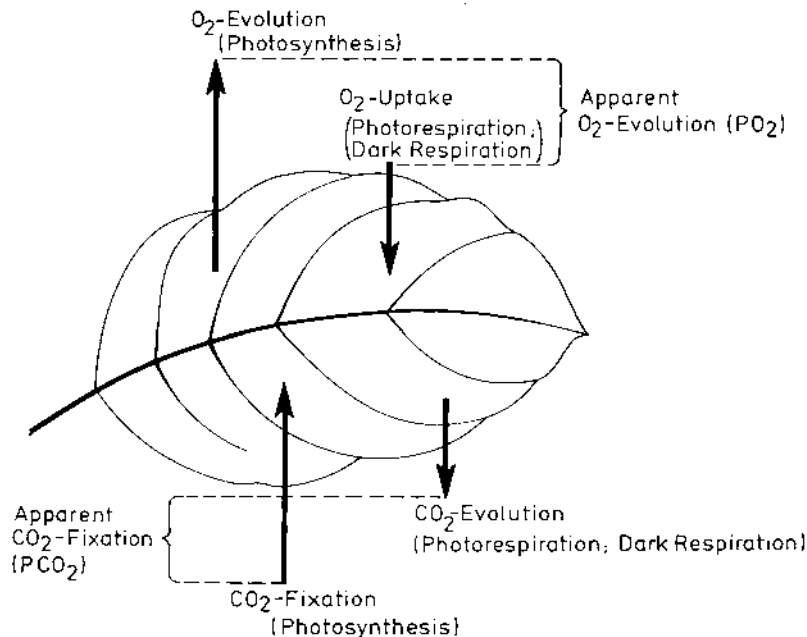 O₂-Evolution
(Photosynthesis)
O₂-Uptake
(Photorespiration;
Dark Respiration)
Apparent
O₂-Evolution (PO₂)
Apparent
CO₂-Fixation
(PCO₂)
CO₂-Evolution
(Photorespiration; Dark Respiration)
CO₂-Fixation
(Photosynthesis)